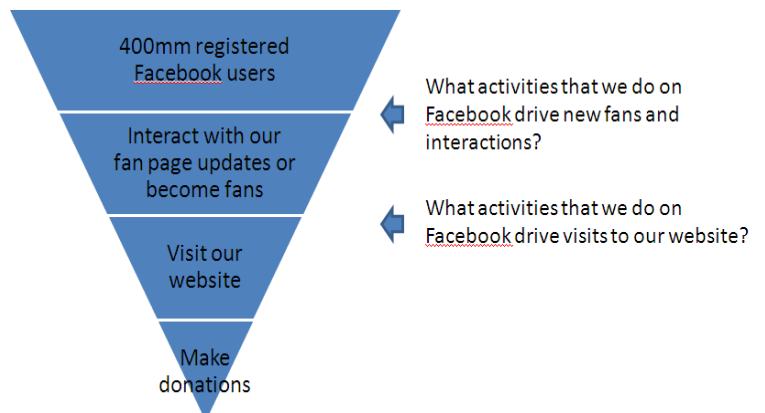 400mm registered
Facebook users
What activities that we do on
Facebook drive new fans and
interactions?
Interact with our
fan page updates or
become fans
What activities that we do on
Facebook drive visits to our website?
Visit our
website
Make
donations